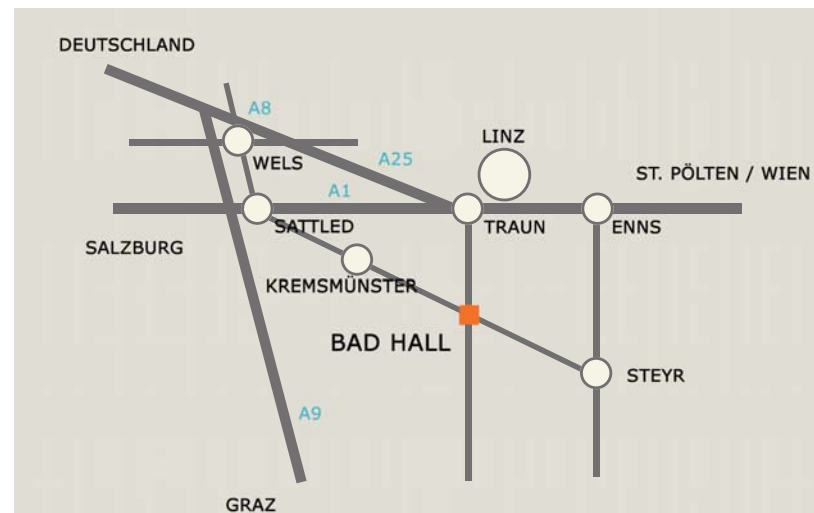 DEUTSCHLAND
A8
LINZ
WELS
A25
ST. PÖLTEN / WIEN
A1
SATTLED
TRAUN
ENNS
SALZBURG
KREMSMÜNSTER
BAD HALL
STEYR
A9
GRAZ